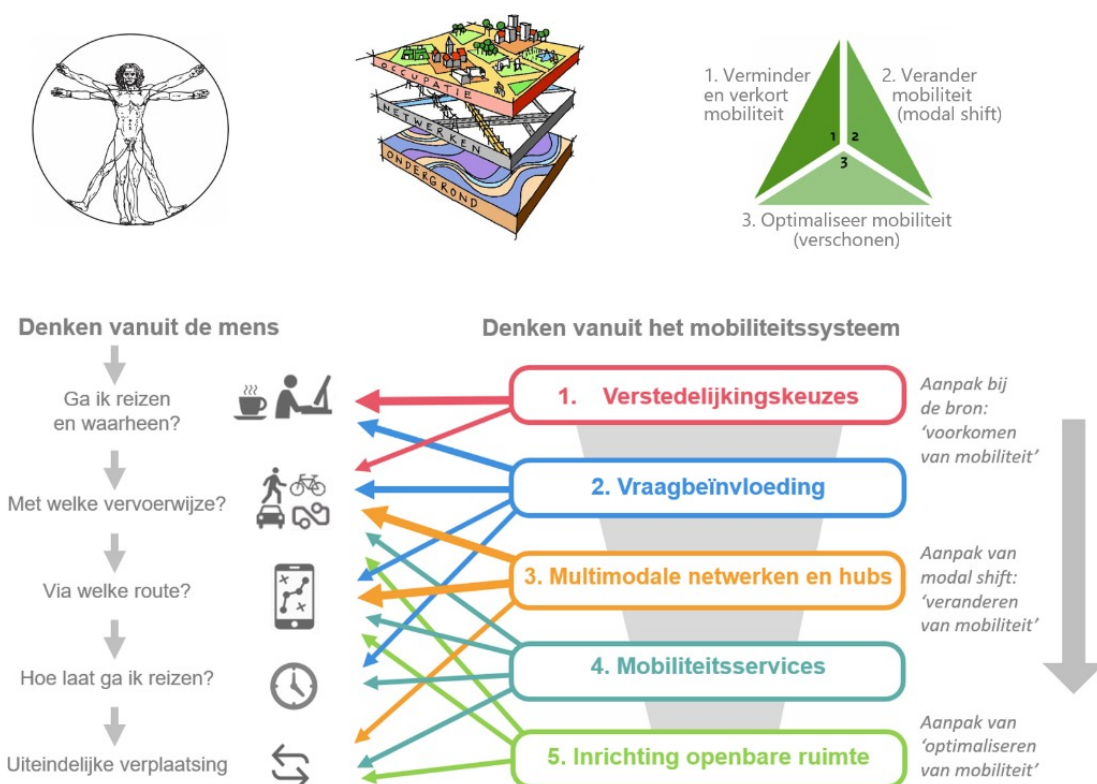 OCCUPATIE
NETWERKEN
ONDERGROND
1. Verminder
en verkort
mobiliteit
2. Verander
mobiliteit
(modal shift)
1
2
3
3. Optimaliseer mobiliteit
(verschonen)
Denken vanuit de mens
Ga ik reizen
en waarheen?
Met welke vervoerwijze?
Via welke route?
Hoe laat ga ik reizen?
Uiteindelijke verplaatsing
Denken vanuit het mobiliteitssysteem
1. Verstedelijkingskeuzes
2. Vraagbeïnvloeding
3. Multimodale netwerken en hubs
4. Mobiliteitsservices
5. Inrichting openbare ruimte
Aanpak bij
de bron:
‘voorkomen
van mobiliteit’
Aanpak van
modal shift:
‘veranderen
van mobiliteit’
Aanpak van
‘optimaliseren
van mobiliteit’